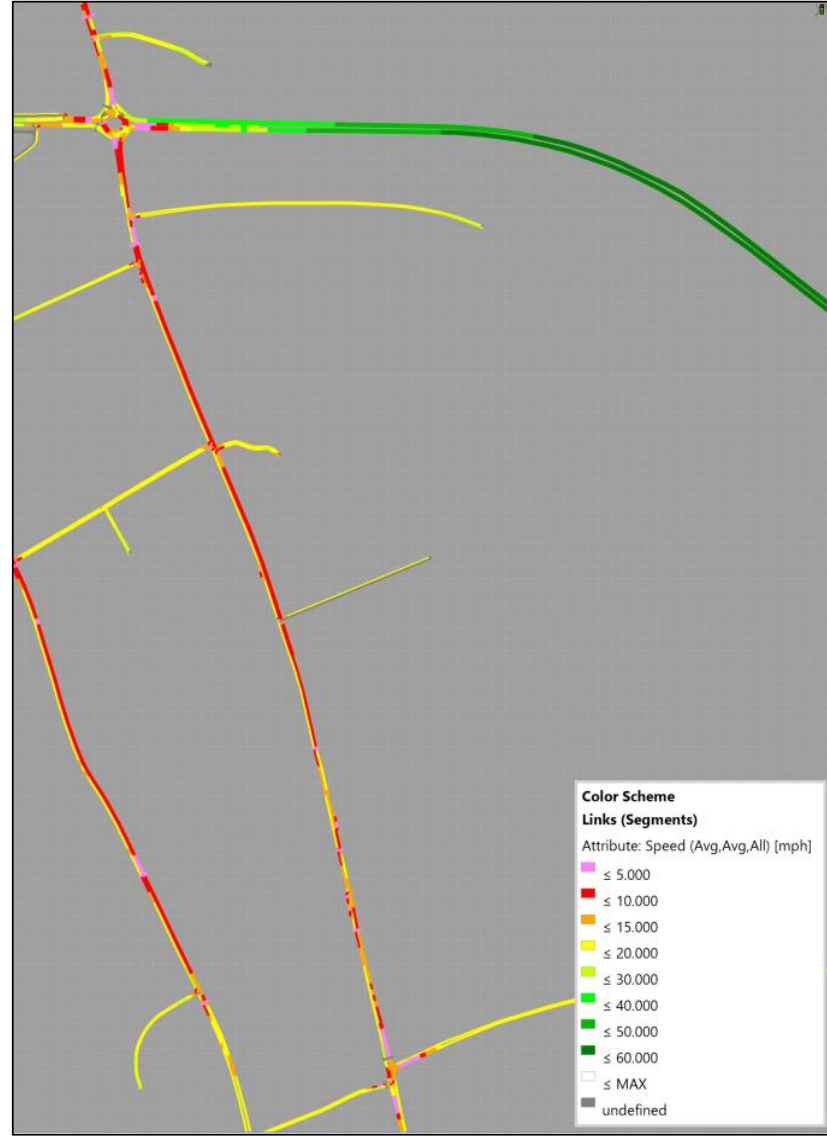 Color Scheme
Links (Segments)
Attribute: Speed (Avg,Avg,All) [mph]
≤ 5.000
≤ 10.000
≤ 15.000
≤ 20.000
≤ 30.000
≤ 40.000
≤ 50.000
≤ 60.000
≤ MAX
undefined